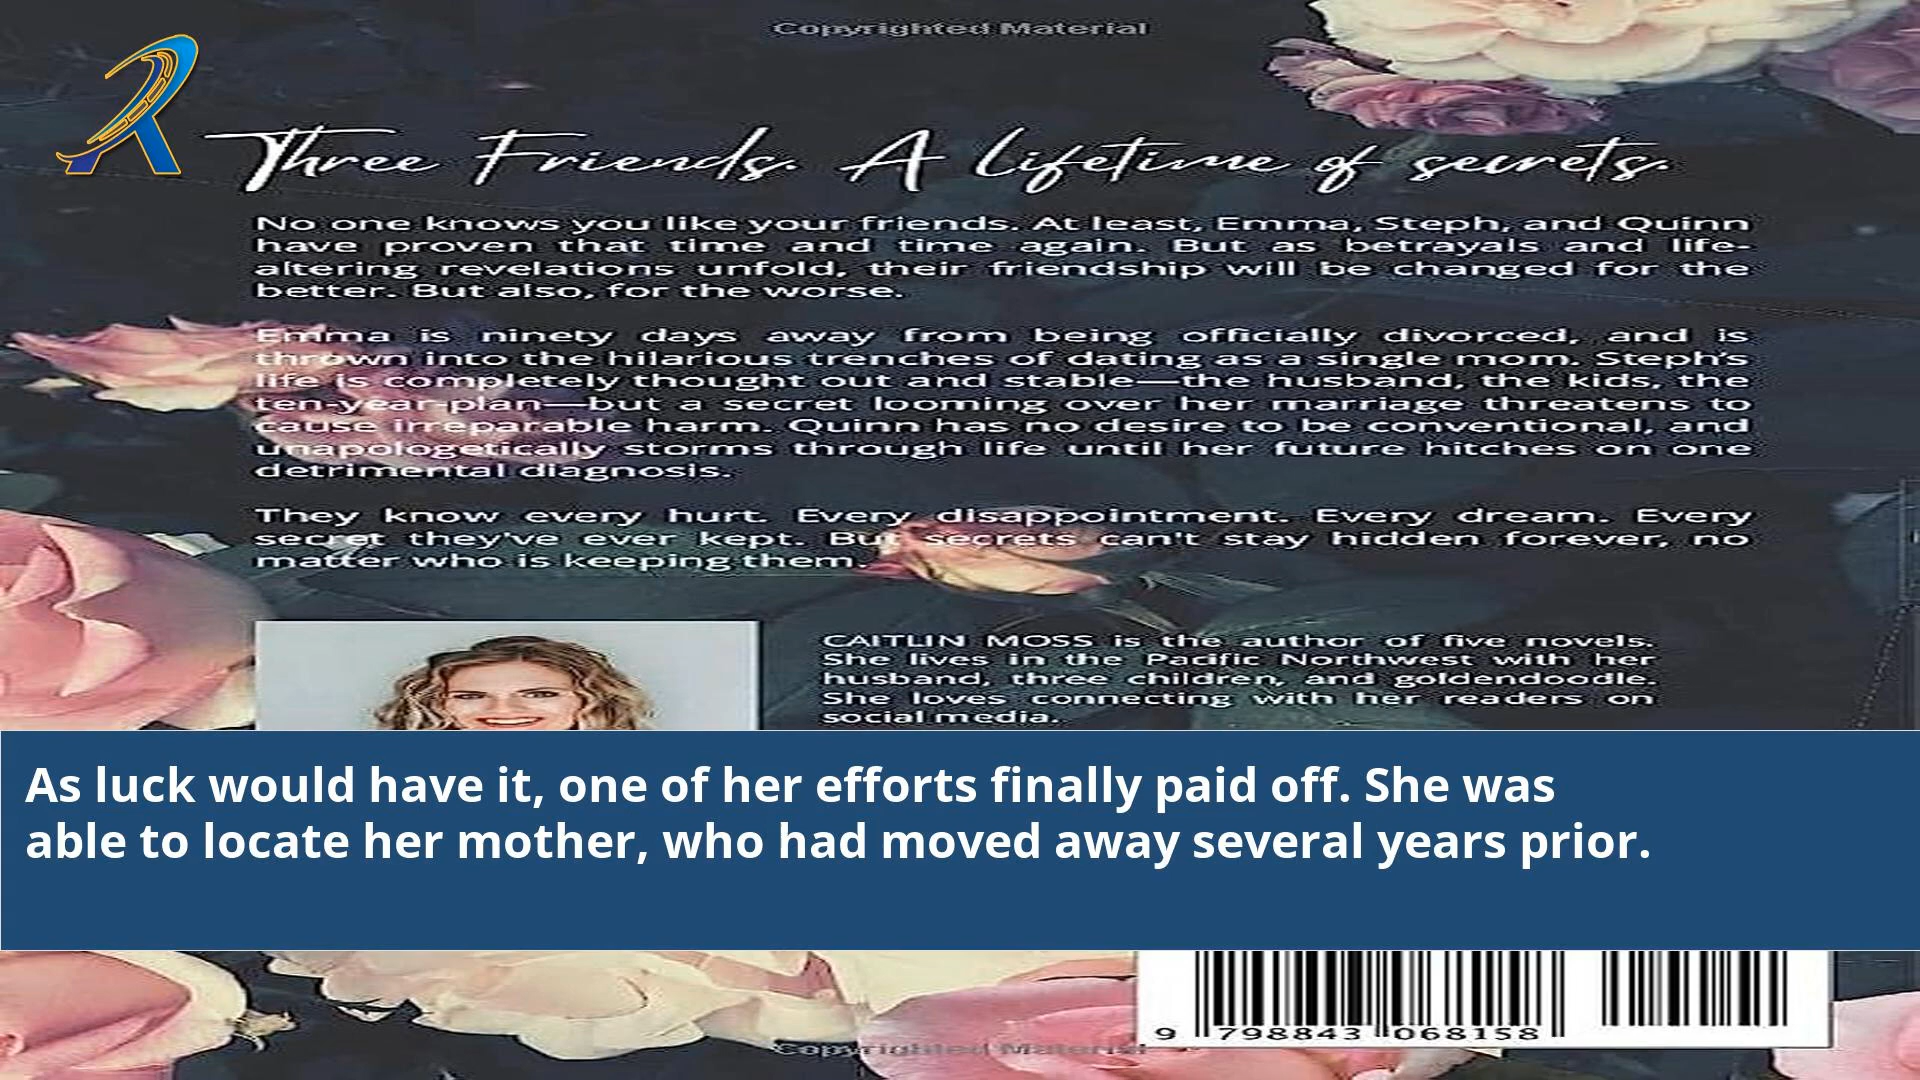 Copyrighted Material
Three Friends. A lifetime of secrets.
No one knows you like your friends. At least, Emma, Steph, and Quinn
have proven that time and time again. But as betrayals and life-
altering revelations unfold, their friendship will be changed for the
better. But also, for the worse.
Emma is ninety days away from being officially divorced, and is
thrown into the hilarious trenches of dating as a single mom. Steph's
life is completely thought out and stable—the husband, the kids, the
ten-year-plan—but a secret looming over her marriage threatens to
cause irreparable harm. Quinn has no desire to be conventional, and
unapologetically storms through life until her future hitches on one
detrimental diagnosis.
They know every hurt. Every disappointment. Every dream. Every
secret they've ever kept. But secrets can't stay hidden forever, no
matter who is keeping them.
CAITLIN MOSS is the author of five novels.
She lives in the Pacific Northwest with her
husband, three children, and goldendoodle.
She loves connecting with her readers on
social media.
As luck would have it, one of her efforts finally paid off. She was
able to locate her mother, who had moved away several years prior.
9 798843 068158
Copyrighted Material